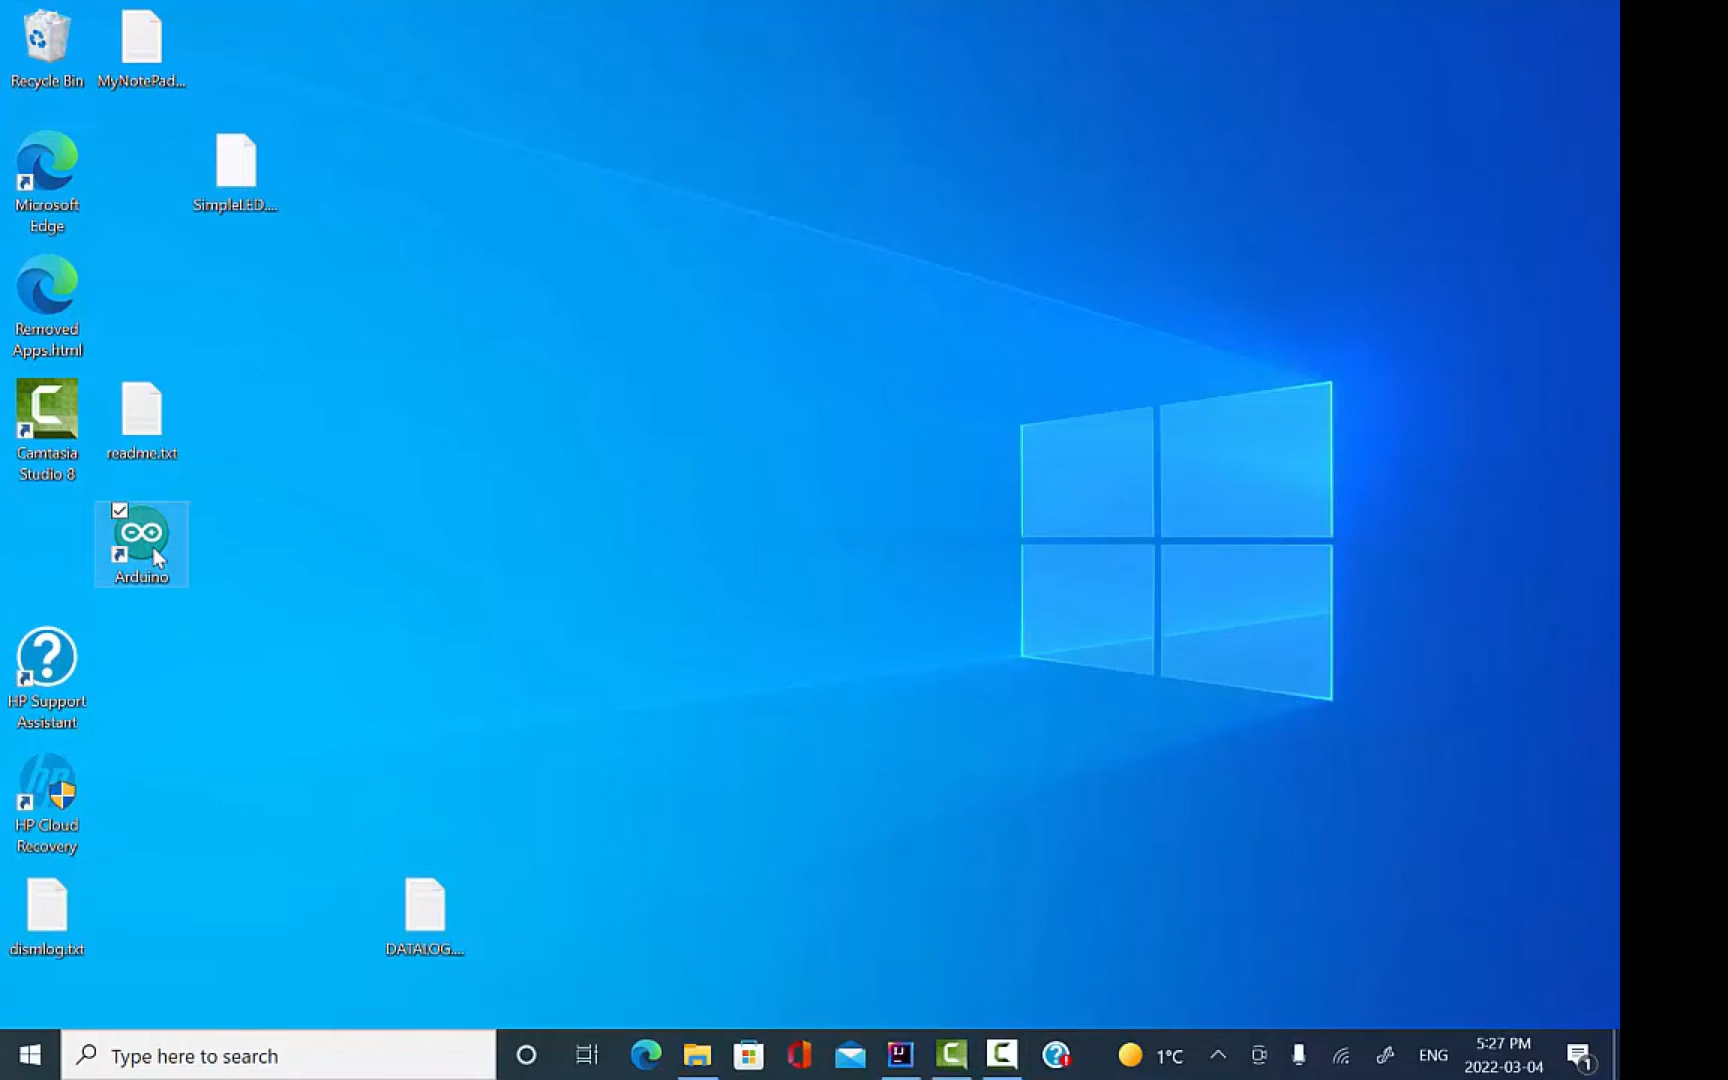 Recycle Bin
MyNotePad...
Microsoft
Edge
SimpleLED....
Removed
Apps.html
Camtasia
Studio 8
readme.txt
Arduino
HP Support
Assistant
hp
HP Cloud
Recovery
dismlog.txt
DATALOG....
Type here to search
1°C
ENG
5:27 PM
2022-03-04
1